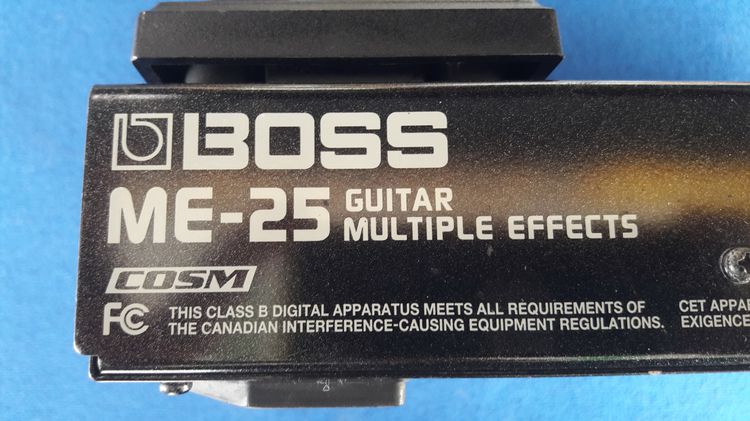 BOSS
ME-25 GUITAR
MULTIPLE EFFECTS
COSM
FC THIS CLASS B DIGITAL APPARATUS MEETS ALL REQUIREMENTS OF
THE CANADIAN INTERFERENCE-CAUSING EQUIPMENT REGULATIONS.
CET APPAR
EXIGENCE